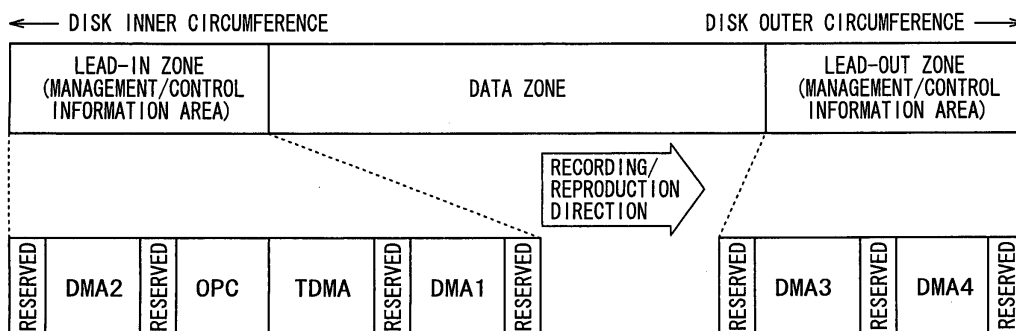 DISK INNER CIRCUMFERENCE
DISK OUTER CIRCUMFERENCE
LEAD-IN ZONE
(MANAGEMENT/CONTROL
INFORMATION AREA)
DATA ZONE
LEAD-OUT ZONE
(MANAGEMENT/CONTROL
INFORMATION AREA)
RECORDING/
REPRODUCTION
DIRECTION
RESERVED
DMA2
RESERVED
OPC
TDMA
RESERVED
DMA1
RESERVED
RESERVED
DMA3
RESERVED
DMA4
RESERVED